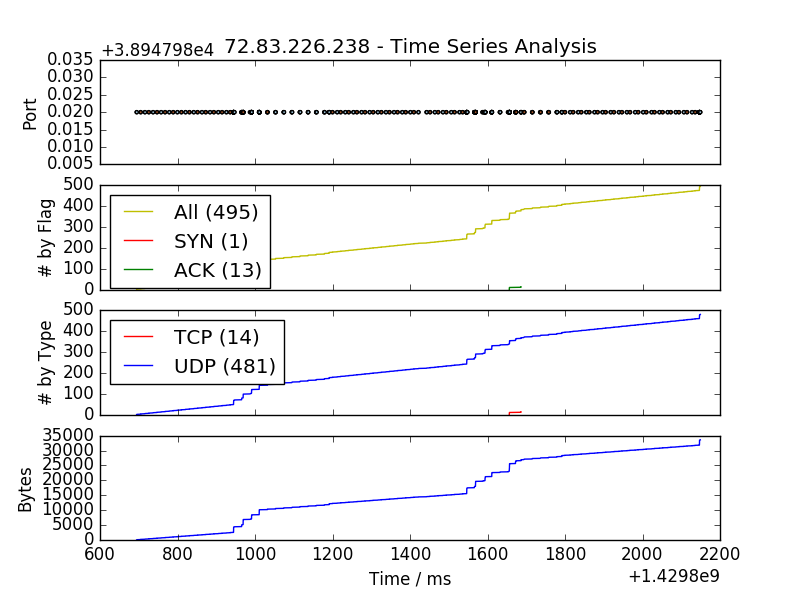 +3.894798e4 72.83.226.238 - Time Series Analysis
0.035
0.030
0.025
0.020
0.015
0.010
0.005
Port
500
400
300
200
100
0
# by Flag
All (495)
SYN (1)
ACK (13)
500
400
300
200
100
0
# by Type
TCP (14)
UDP (481)
35000
30000
25000
20000
15000
10000
5000
0
Bytes
600 800 1000 1200 1400 1600 1800 2000 2200
Time / ms
+1.4298e9